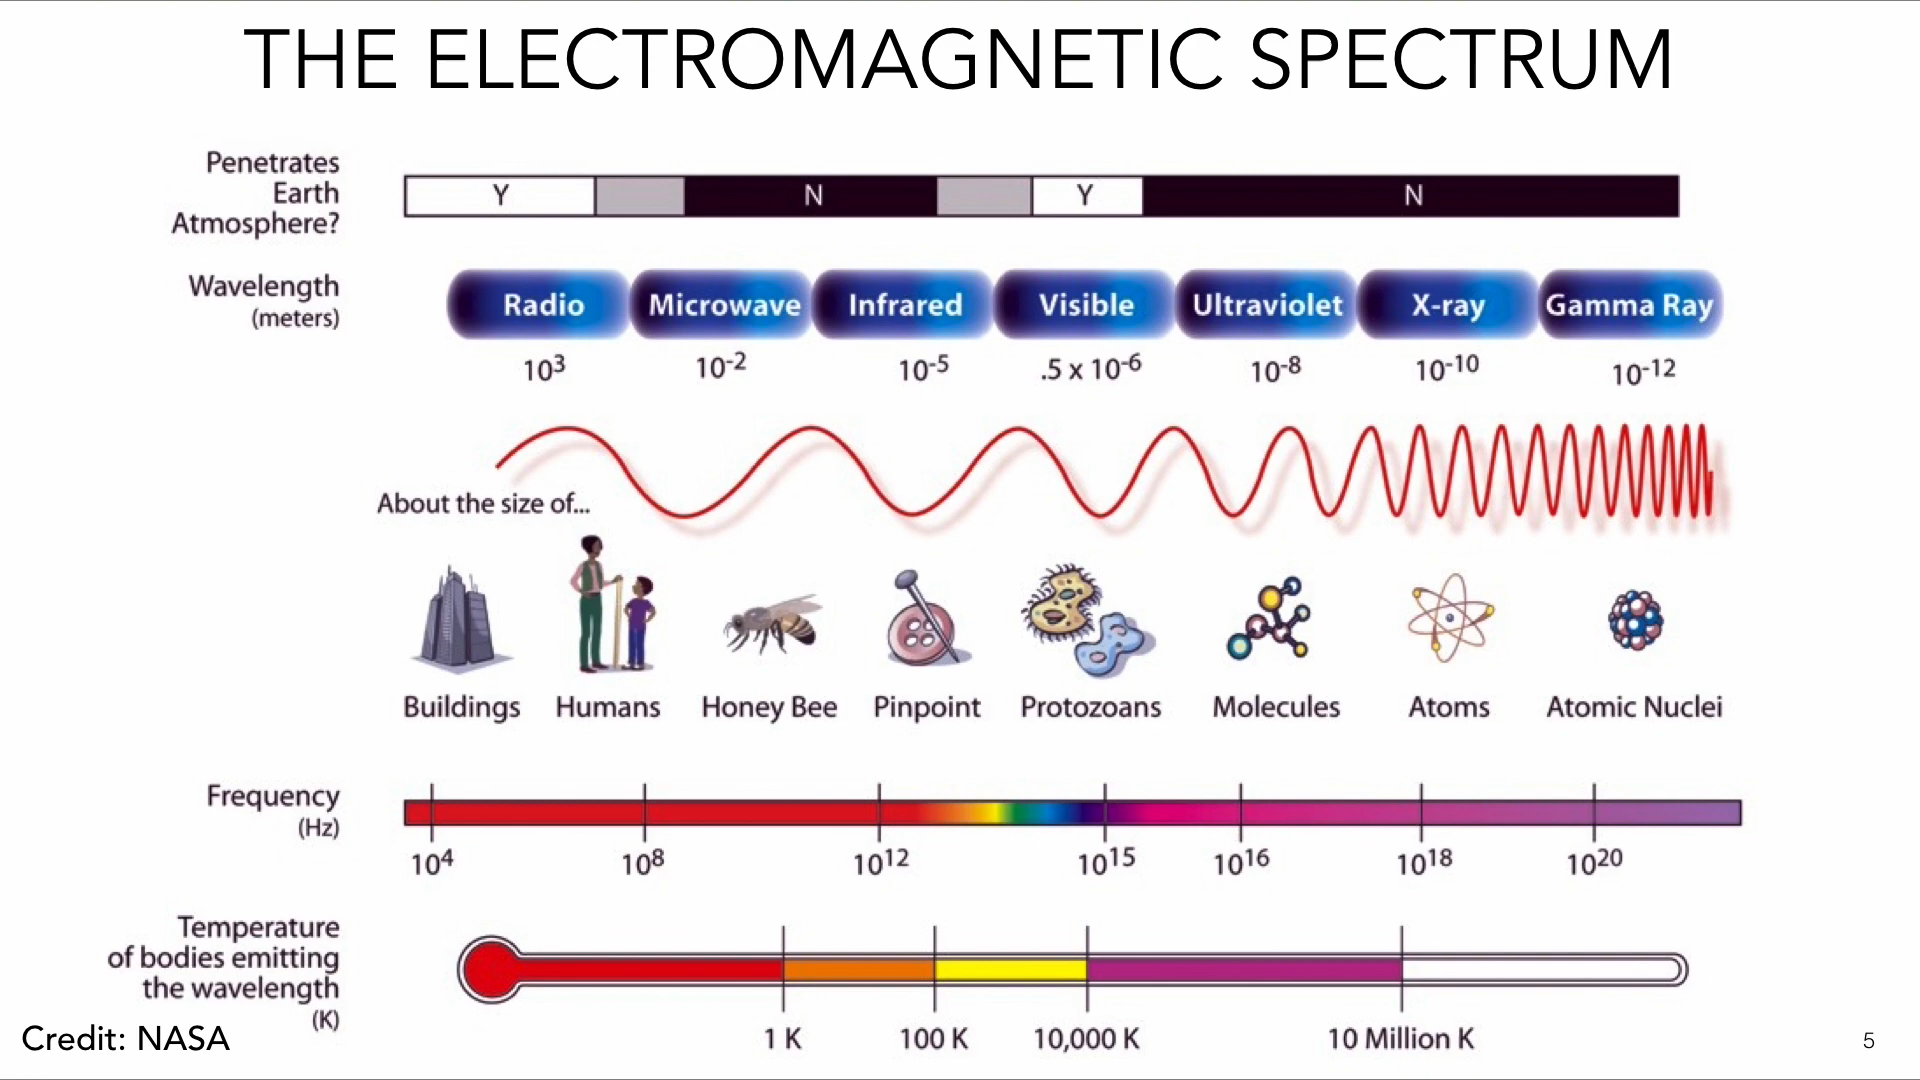 THE ELECTROMAGNETIC SPECTRUM
Penetrates
Earth
Atmosphere?
Y N Y N
Wavelength
(meters)
Radio Microwave Infrared Visible Ultraviolet X-ray Gamma Ray
10³ 10⁻² 10⁻⁵ .5 x 10⁻⁶ 10⁻⁸ 10⁻¹⁰ 10⁻¹²
About the size of...
Buildings Humans Honey Bee Pinpoint Protozoans Molecules Atoms Atomic Nuclei
Frequency
(Hz)
10⁴ 10⁸ 10¹² 10¹⁵ 10¹⁶ 10¹⁸ 10²⁰
Temperature
of bodies emitting
the wavelength
(K)
1 K 100 K 10,000 K 10 Million K
Credit: NASA
5